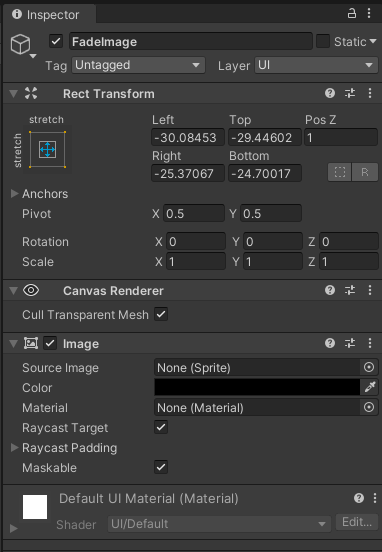 Inspector
FadeImage
Static
Tag Untagged Layer UI
Rect Transform
stretch
stretch
Left Top Pos Z
-30.08453 -29.44602 1
Right Bottom
-25.37067 -24.70017 R
Anchors
Pivot X 0.5 Y 0.5
Rotation X 0 Y 0 Z 0
Scale X 1 Y 1 Z 1
Canvas Renderer
Cull Transparent Mesh
Image
Source Image None (Sprite)
Color
Material None (Material)
Raycast Target
Raycast Padding
Maskable
Default UI Material (Material)
Shader UI/Default Edit...